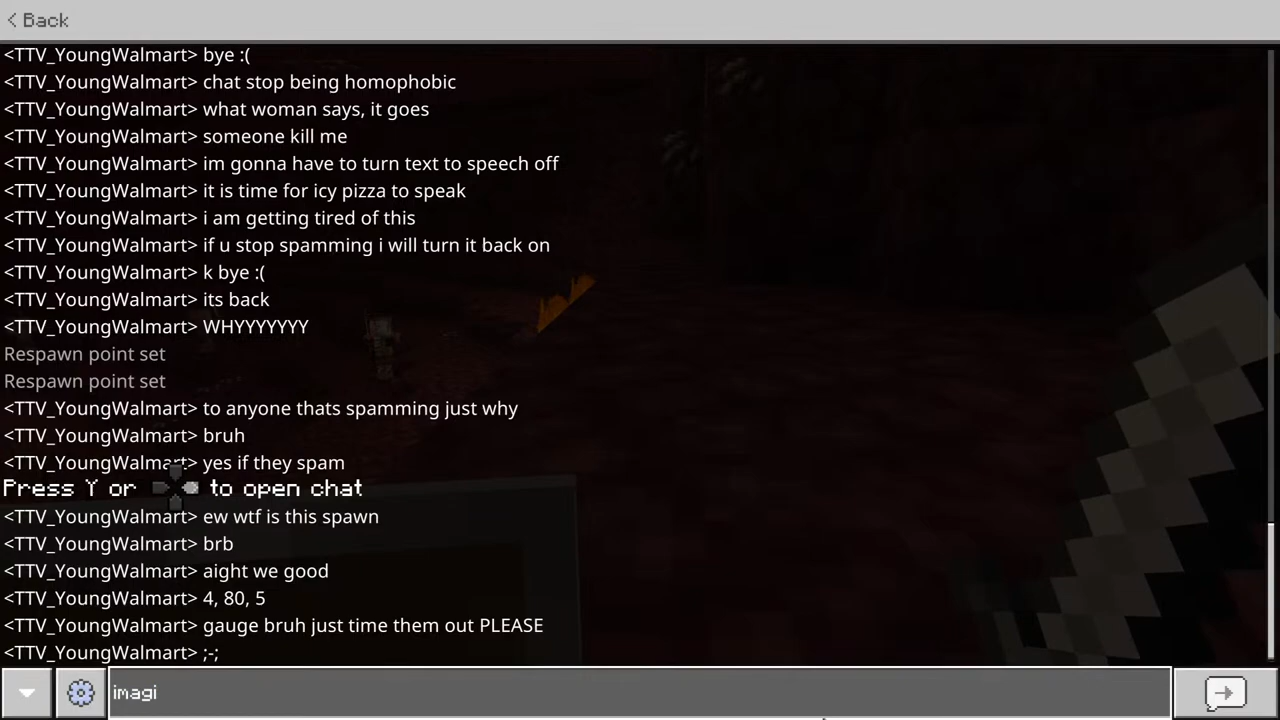 < Back
<TTV_YoungWalmart> bye :(
<TTV_YoungWalmart> chat stop being homophobic
<TTV_YoungWalmart> what woman says, it goes
<TTV_YoungWalmart> someone kill me
<TTV_YoungWalmart> im gonna have to turn text to speech off
<TTV_YoungWalmart> it is time for icy pizza to speak
<TTV_YoungWalmart> i am getting tired of this
<TTV_YoungWalmart> if u stop spamming i will turn it back on
<TTV_YoungWalmart> k bye :(
<TTV_YoungWalmart> its back
<TTV_YoungWalmart> WHYYYYYYY
Respawn point set
Respawn point set
<TTV_YoungWalmart> to anyone thats spamming just why
<TTV_YoungWalmart> bruh
<TTV_YoungWalmart> yes if they spam
Press Y or to open chat
<TTV_YoungWalmart> ew wtf is this spawn
<TTV_YoungWalmart> brb
<TTV_YoungWalmart> aight we good
<TTV_YoungWalmart> 4, 80, 5
<TTV_YoungWalmart> gauge bruh just time them out PLEASE
<TTV_YoungWalmart> ;-;
imagi